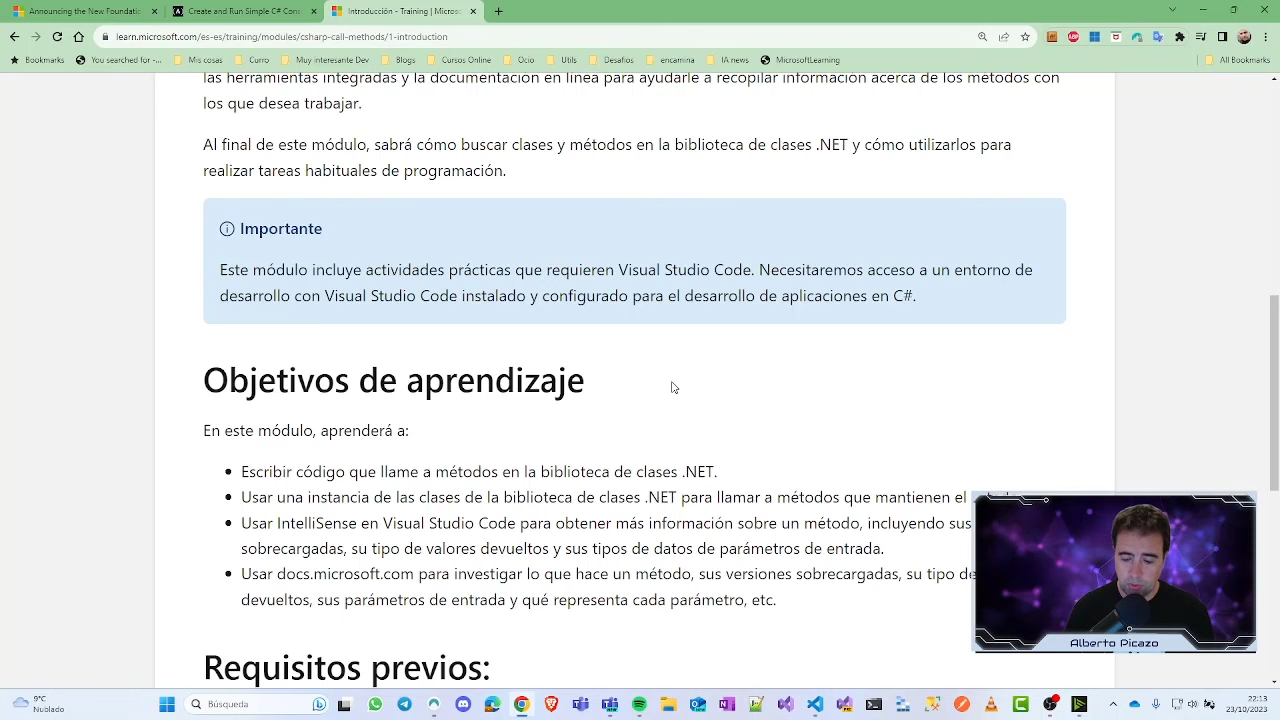 Announcing the New Foundatic
Create and Run Simple C# Cons
Introducción - Training | Microsc
learn.microsoft.com/es-es/training/modules/csharp-call-methods/1-introduction
Bookmarks
You searched for -...
Mis cosas
Curro
Muy interesante Dev
Blogs
Cursos Online
Ocio
Utils
Desafios
encamina
IA news
MicrosoftLearning
All Bookmarks
las herramientas integradas y la documentación en línea para ayudarle a recopilar información acerca de los métodos con
los que desea trabajar.
Al final de este módulo, sabrá cómo buscar clases y métodos en la biblioteca de clases .NET y cómo utilizarlos para
realizar tareas habituales de programación.
Importante
Este módulo incluye actividades prácticas que requieren Visual Studio Code. Necesitaremos acceso a un entorno de
desarrollo con Visual Studio Code instalado y configurado para el desarrollo de aplicaciones en C#.
Objetivos de aprendizaje
En este módulo, aprenderá a:
Escribir código que llame a métodos en la biblioteca de clases .NET.
Usar una instancia de las clases de la biblioteca de clases .NET para llamar a métodos que mantienen el
Usar IntelliSense en Visual Studio Code para obtener más información sobre un método, incluyendo sus
sobrecargadas, su tipo de valores devueltos y sus tipos de datos de parámetros de entrada.
Usar docs.microsoft.com para investigar lo que hace un método, sus versiones sobrecargadas, su tipo de
devueltos, sus parámetros de entrada y qué representa cada parámetro, etc.
Alberto Picazo
Requisitos previos:
9°C
Nublado
Búsqueda
22:13
23/10/2023